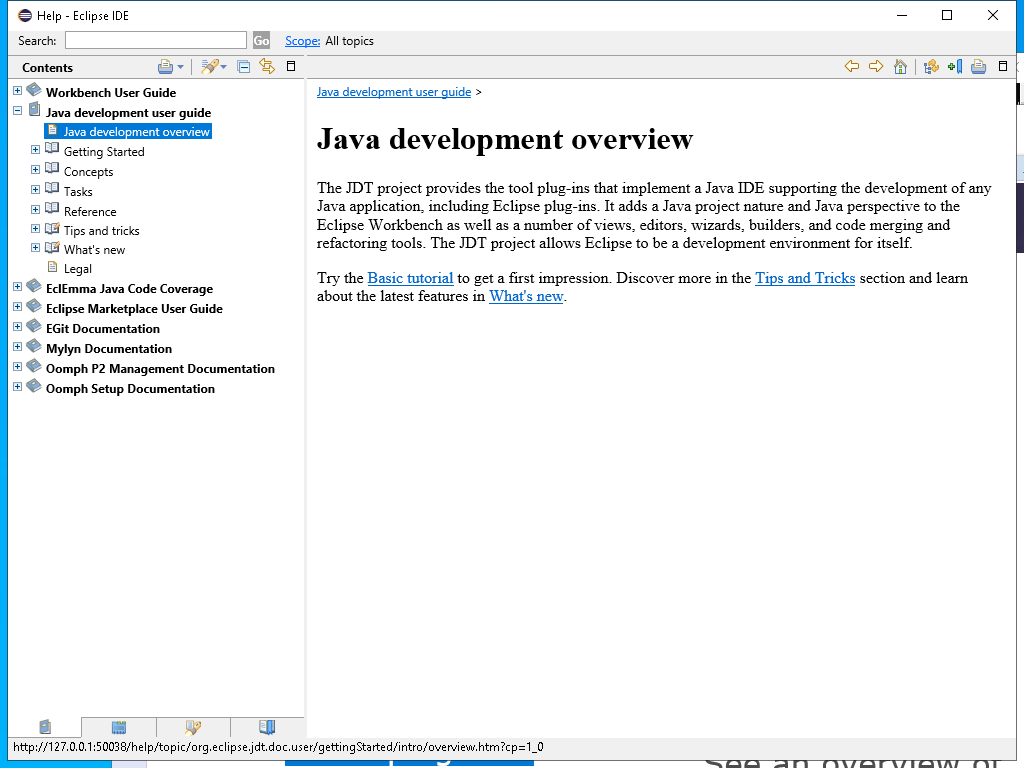 Help - Eclipse IDE
Search:
Go
Scope: All topics
Contents
Workbench User Guide
Java development user guide
Java development overview
Getting Started
Concepts
Tasks
Reference
Tips and tricks
What's new
Legal
EclEmma Java Code Coverage
Eclipse Marketplace User Guide
EGit Documentation
Mylyn Documentation
Oomph P2 Management Documentation
Oomph Setup Documentation
Java development user guide >
Java development overview
The JDT project provides the tool plug-ins that implement a Java IDE supporting the development of any
Java application, including Eclipse plug-ins. It adds a Java project nature and Java perspective to the
Eclipse Workbench as well as a number of views, editors, wizards, builders, and code merging and
refactoring tools. The JDT project allows Eclipse to be a development environment for itself.
Try the Basic tutorial to get a first impression. Discover more in the Tips and Tricks section and learn
about the latest features in What's new.
http://127.0.0.1:50038/help/topic/org.eclipse.jdt.doc.user/gettingStarted/intro/overview.htm?cp=1_0
See an overview of